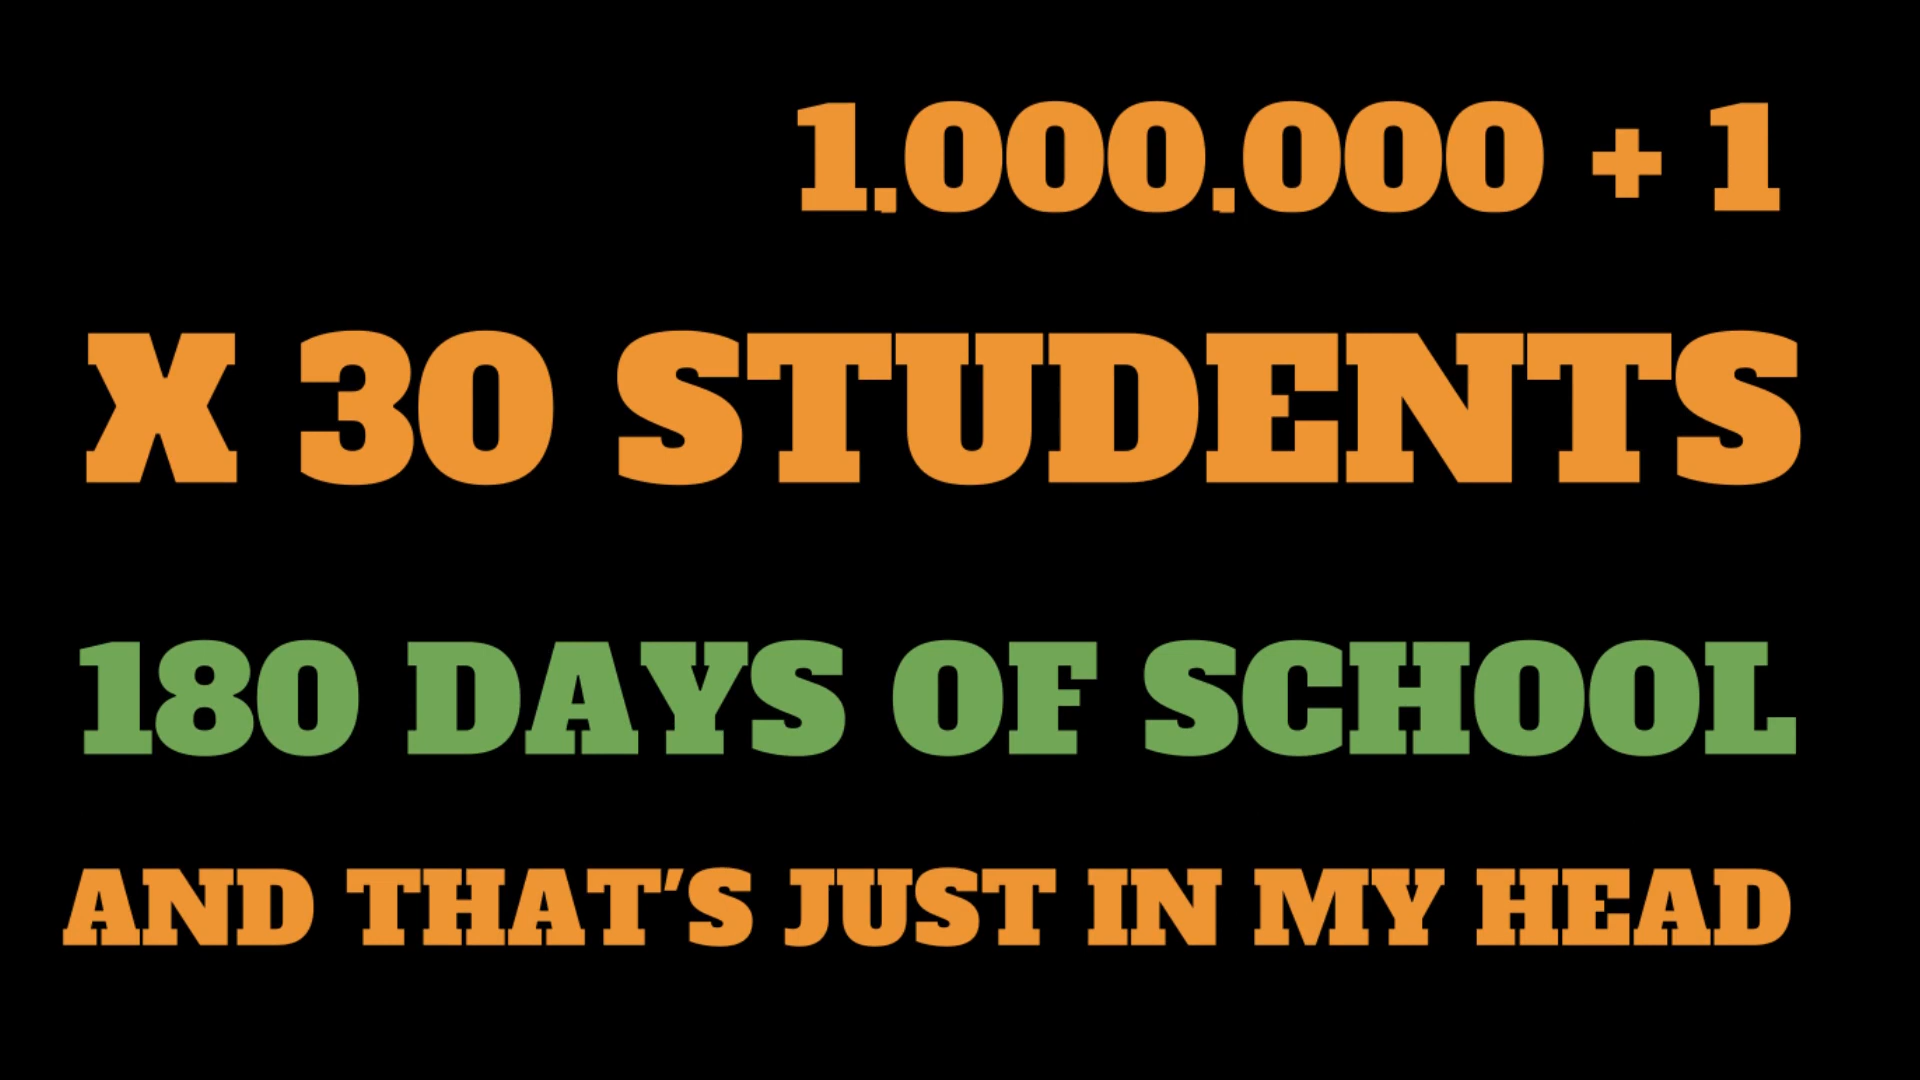 1,000,000 + 1
X 30 STUDENTS
180 DAYS OF SCHOOL
AND THAT'S JUST IN MY HEAD